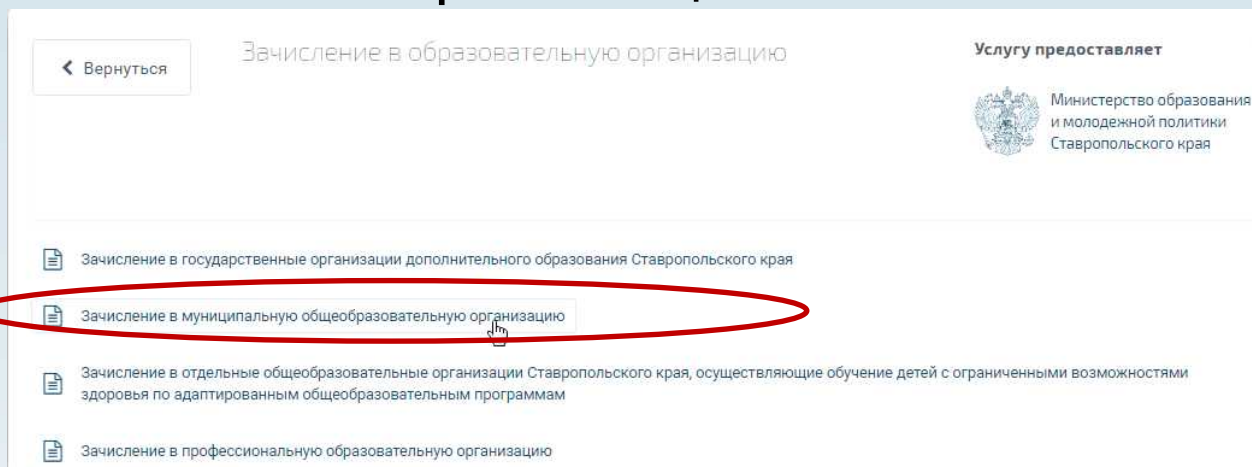 Вернуться
Зачисление в образовательную организацию
Услугу предоставляет
Министерство образования
и молодежной политики
Ставропольского края
Зачисление в государственные организации дополнительного образования Ставропольского края
Зачисление в муниципальную общеобразовательную организацию
Зачисление в отдельные общеобразовательные организации Ставропольского края, осуществляющие обучение детей с ограниченными возможностями
здоровья по адаптированным общеобразовательным программам
Зачисление в профессиональную образовательную организацию